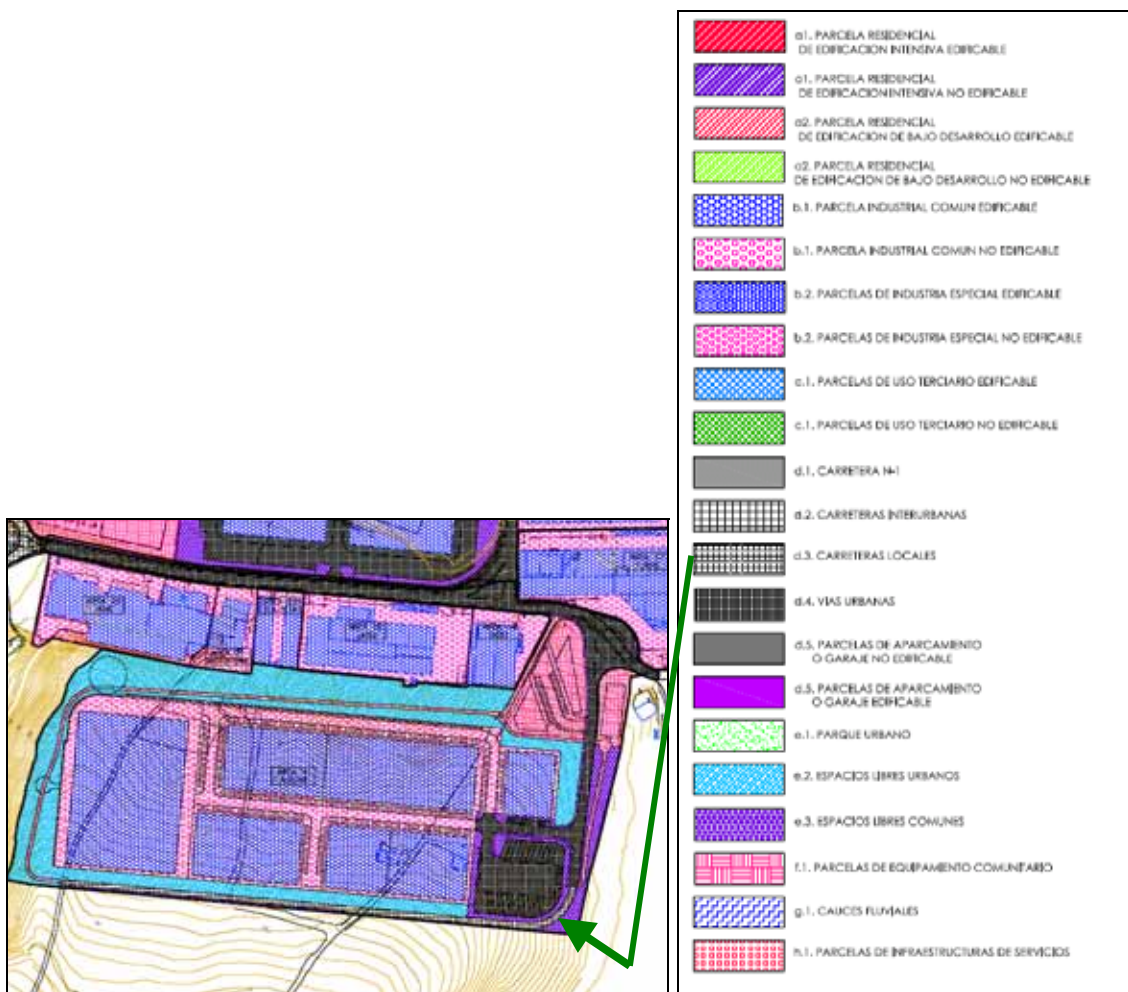 a1. PARCELA RESIDENCIAL
DE EDIFICACION INTENSIVA EDIFICABLE
a1. PARCELA RESIDENCIAL
DE EDIFICACION INTENSIVA NO EDIFICABLE
a2. PARCELA RESIDENCIAL
DE EDIFICACION DE BAJO DESARROLLO EDIFICABLE
a2. PARCELA RESIDENCIAL
DE EDIFICACION DE BAJO DESARROLLO NO EDIFICABLE
b.1. PARCELA INDUSTRIAL COMUN EDIFICABLE
b.1. PARCELA INDUSTRIAL COMUN NO EDIFICABLE
b.2. PARCELAS DE INDUSTRIA ESPECIAL EDIFICABLE
b.2. PARCELAS DE INDUSTRIA ESPECIAL NO EDIFICABLE
c.1. PARCELAS DE USO TERCIARIO EDIFICABLE
c.1. PARCELAS DE USO TERCIARIO NO EDIFICABLE
d.1. CARRETERA N-1
d.2. CARRETERAS INTERURBANAS
d.3. CARRETERAS LOCALES
d.4. VÍAS URBANAS
d.5. PARCELAS DE APARCAMIENTO
O GARAJE NO EDIFICABLE
d.5. PARCELAS DE APARCAMIENTO
O GARAJE EDIFICABLE
e.1. PARQUE URBANO
e.2. ESPACIOS LIBRES URBANOS
e.3. ESPACIOS LIBRES COMUNES
f.1. PARCELAS DE EQUIPAMIENTO COMUNITARIO
g.1. CAUCES FLUVIALES
h.1. PARCELAS DE INFRAESTRUCTURAS DE SERVICIOS